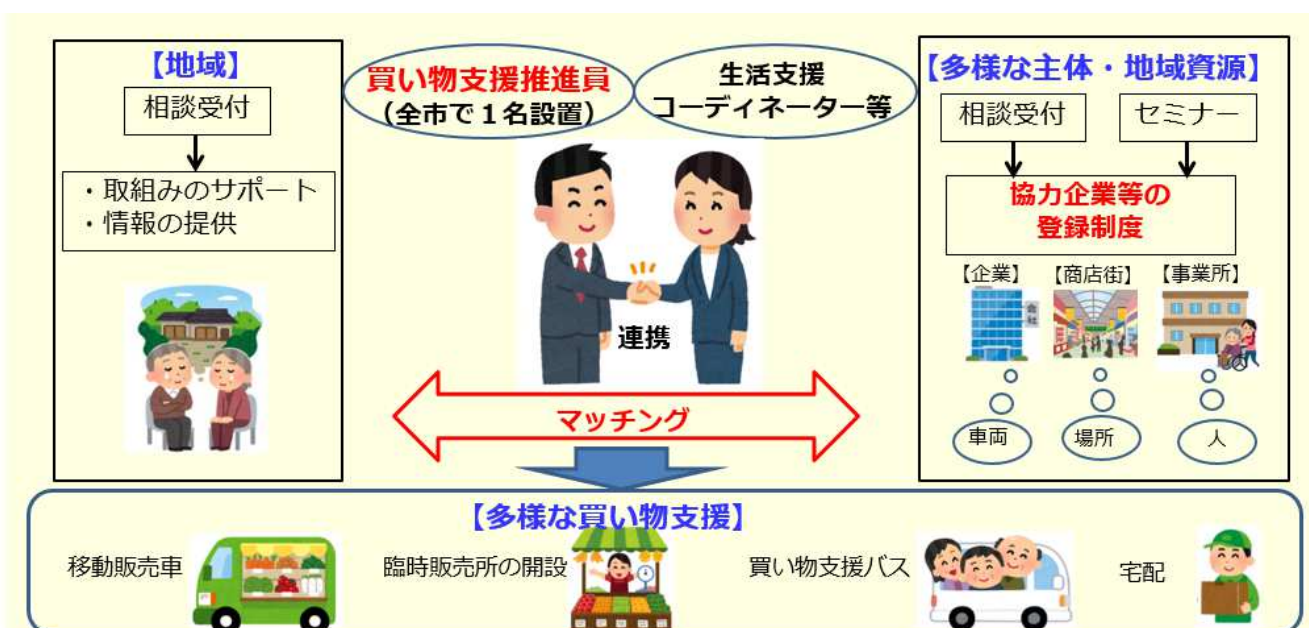 【地域】
相談受付
・取組みのサポート
・情報の提供
買い物支援推進員
（全市で１名設置）
生活支援
コーディネーター等
連携
マッチング
【多様な主体・地域資源】
相談受付
セミナー
協力企業等の
登録制度
【企業】
【商店街】
【事業所】
会社
車両
場所
人
【多様な買い物支援】
移動販売車
臨時販売所の開設
買い物支援バス
宅配